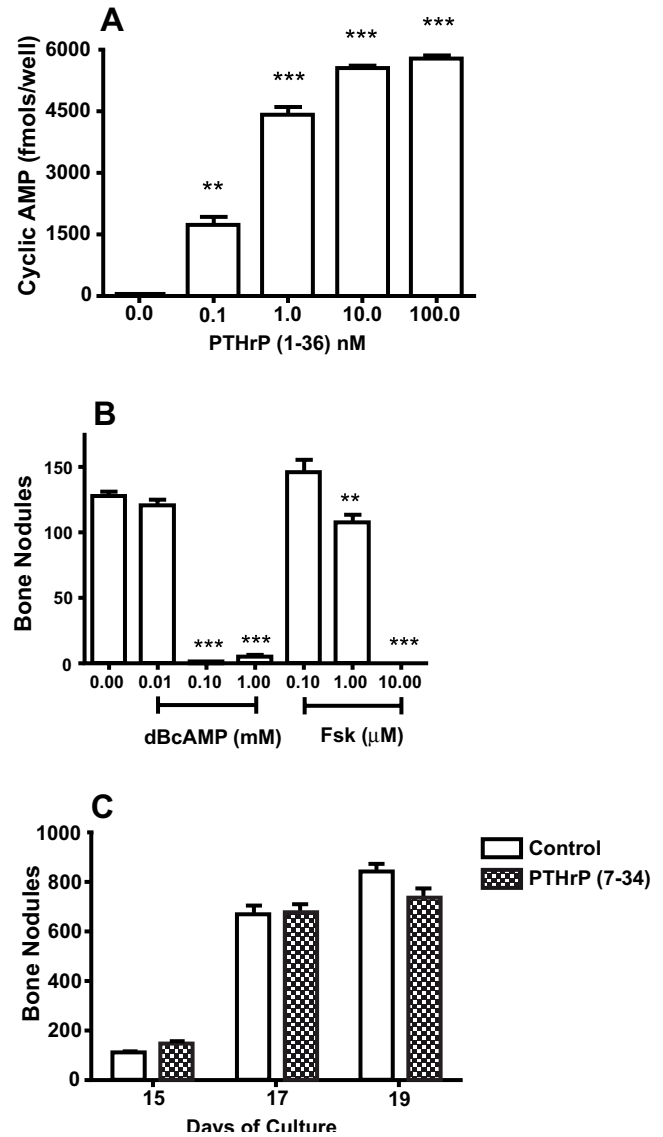 A
Cyclic AMP (fmols/well)
6000
4500
3000
1500
0
**
***
***
***
0.0 0.1 1.0 10.0 100.0
PTHrP (1-36) nM
B
Bone Nodules
150
100
50
0
***
***
**
***
0.00 0.01 0.10 1.00 0.10 1.00 10.00
dBcAMP (mM) Fsk (μM)
C
Bone Nodules
1000
800
600
400
200
0
Control
PTHrP (7-34)
15 17 19
Days of Culture